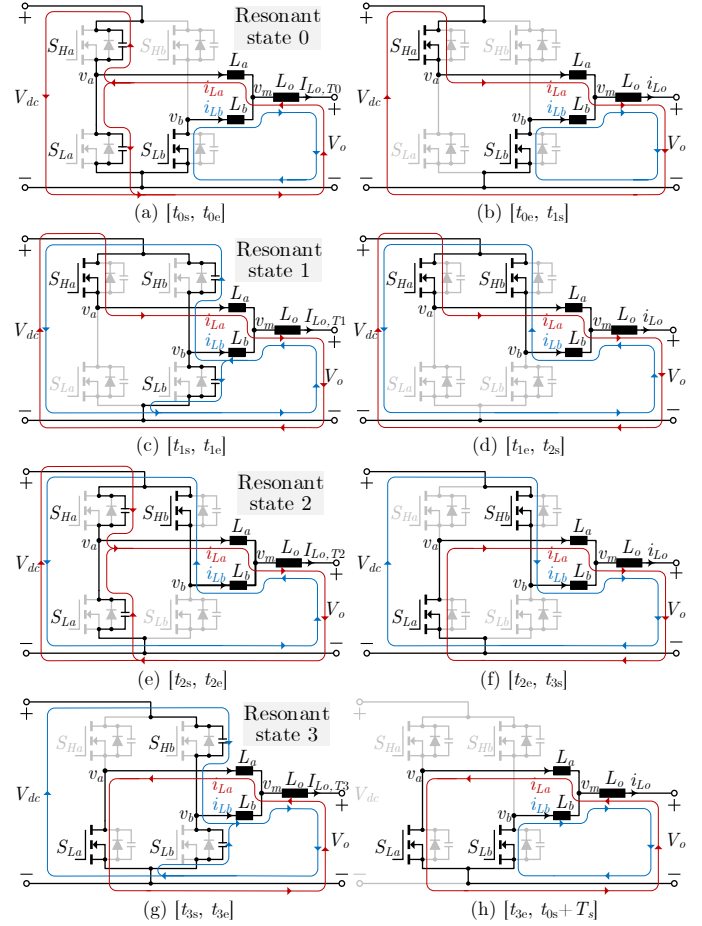 + Resonant
state 0
S_Ha S_Hb
v_a L_a L_o I_Lo,T0
V_dc i_La v_m +
i_Lb L_b
v_b V_o
S_La S_Lb
− −
(a) [t_0s, t_0e]
+
S_Ha S_Hb
v_a L_a L_o i_Lo
V_dc i_La v_m +
i_Lb L_b
v_b V_o
S_La S_Lb
− −
(b) [t_0e, t_1s]
+ Resonant
state 1
S_Ha S_Hb
v_a L_a L_o I_Lo,T1
V_dc i_La v_m +
i_Lb L_b
v_b V_o
S_La S_Lb
− −
(c) [t_1s, t_1e]
+
S_Ha S_Hb
v_a L_a L_o i_Lo
V_dc i_La v_m +
i_Lb L_b
v_b V_o
S_La S_Lb
− −
(d) [t_1e, t_2s]
+ Resonant
state 2
S_Ha S_Hb
v_a L_a L_o I_Lo,T2
V_dc i_La v_m +
i_Lb L_b
v_b V_o
S_La S_Lb
− −
(e) [t_2s, t_2e]
+
S_Ha S_Hb
v_a L_a L_o i_Lo
V_dc i_La v_m +
i_Lb L_b
v_b V_o
S_La S_Lb
− −
(f) [t_2e, t_3s]
+ Resonant
state 3
S_Ha S_Hb
v_a L_a L_o I_Lo,T3
V_dc i_La v_m +
i_Lb L_b
v_b V_o
S_La S_Lb
− −
(g) [t_3s, t_3e]
+
S_Ha S_Hb
v_a L_a L_o i_Lo
V_dc i_La v_m +
i_Lb L_b
v_b V_o
S_La S_Lb
− −
(h) [t_3e, t_0s + T_s]